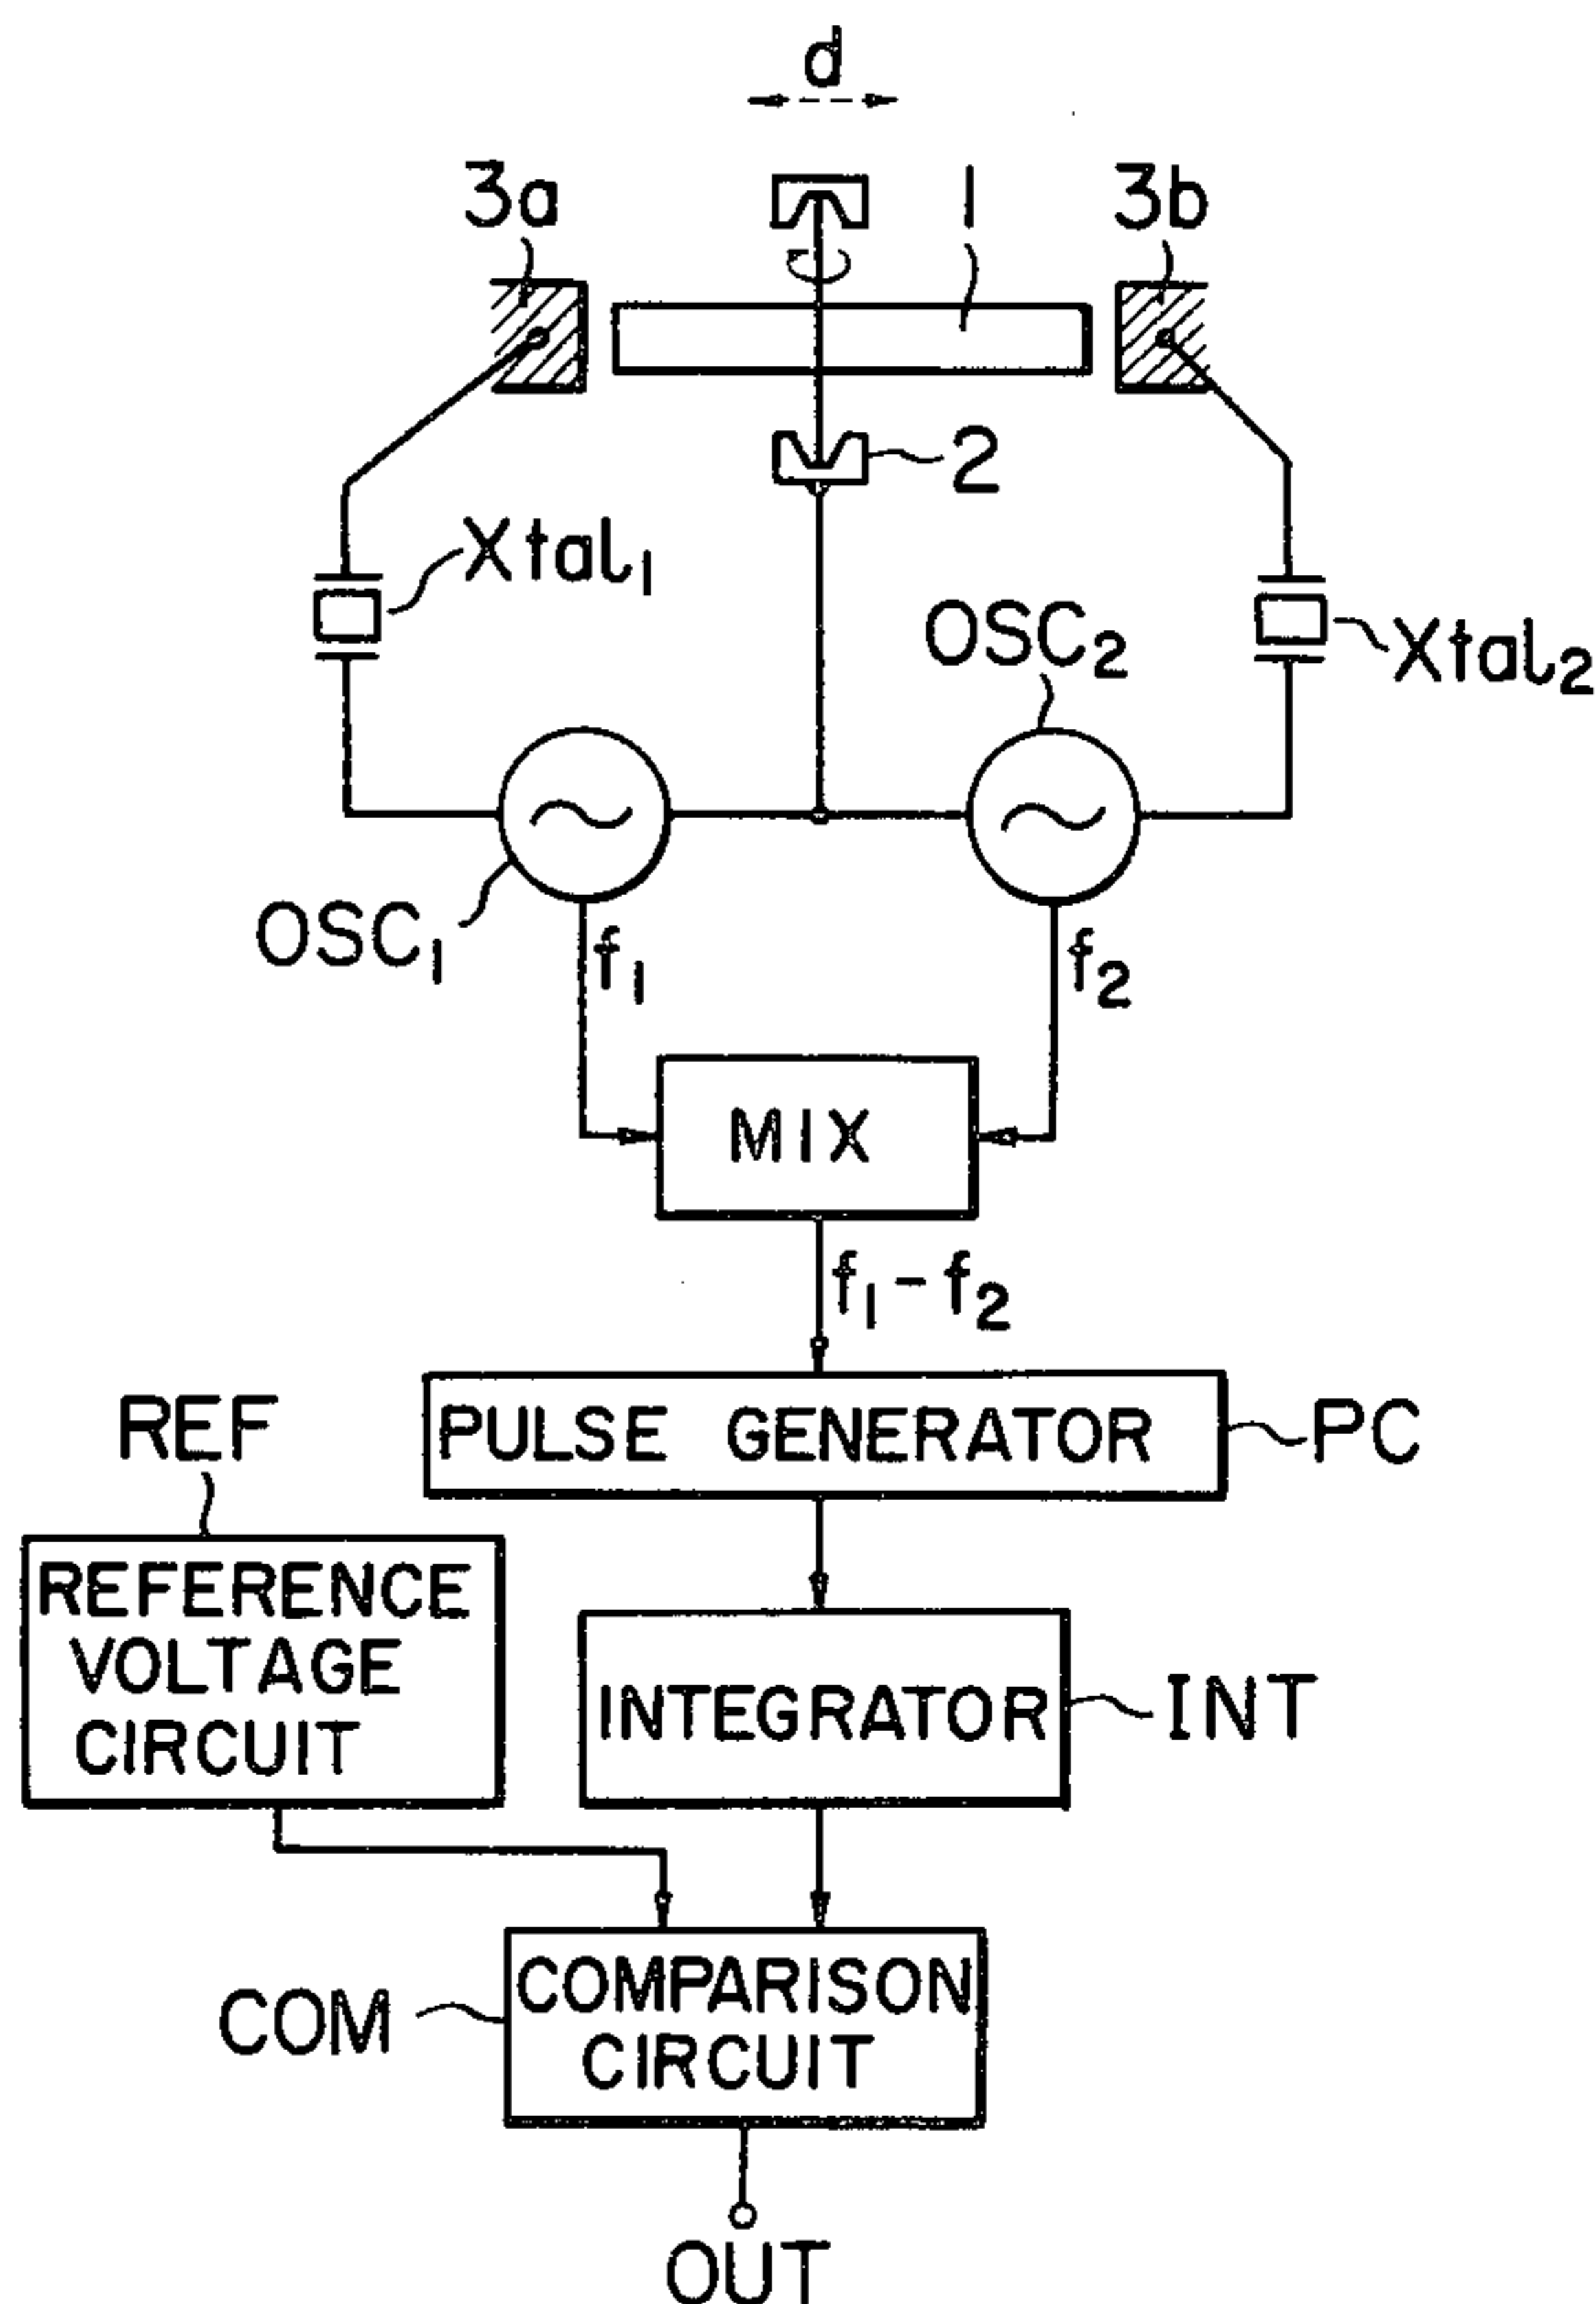 d
3a
1
3b
2
Xtal1
OSC2
Xtal2
OSC1
f1
f2
MIX
f1-f2
PULSE GENERATOR
PC
REF
REFERENCE
VOLTAGE
CIRCUIT
INTEGRATOR
INT
COMPARISON
CIRCUIT
COM
OUT